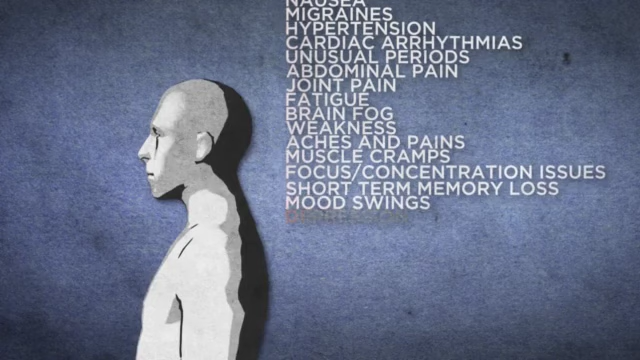 NAUSEA
MIGRAINES
HYPERTENSION
CARDIAC ARRHYTHMIAS
UNUSUAL PERIODS
ABDOMINAL PAIN
JOINT PAIN
FATIGUE
BRAIN FOG
WEAKNESS
ACHES AND PAINS
MUSCLE CRAMPS
FOCUS/CONCENTRATION ISSUES
SHORT TERM MEMORY LOSS
MOOD SWINGS